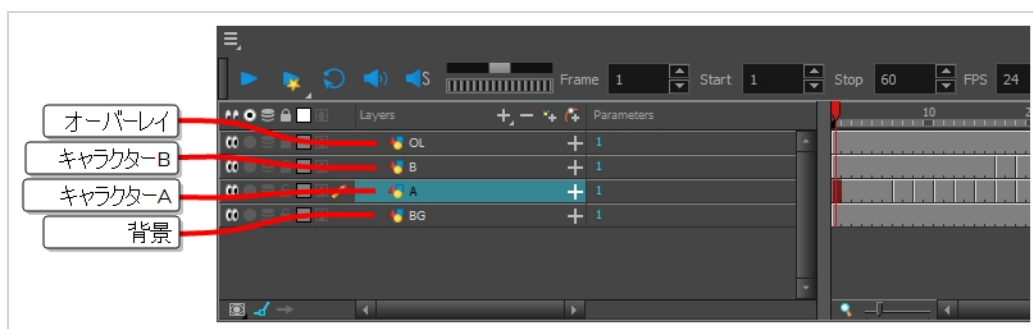 S Frame 1 Start 1 Stop 60 FPS 24
Layers Parameters 10
オーバーレイ OL 1
キャラクターB B 1
キャラクターA A 1
背景 BG 1